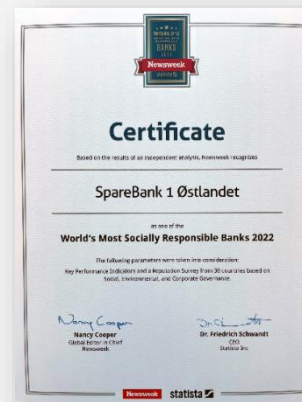 WORLD'S
BANKS
2022
Newsweek
Certificate
Based on the results of an independent analysis, Newsweek recognizes
SpareBank 1 Østlandet
as one of the
World's Most Socially Responsible Banks 2022
The following parameters were taken into consideration:
Key Performance Indicators and a Reputation Survey from 30 countries based on
Social, Environmental, and Corporate Governance.
Nancy Cooper
Nancy Cooper
Global Editor in Chief
Newsweek
Dr. Friedrich Schwandt
CEO
Statista Inc
Newsweek statista